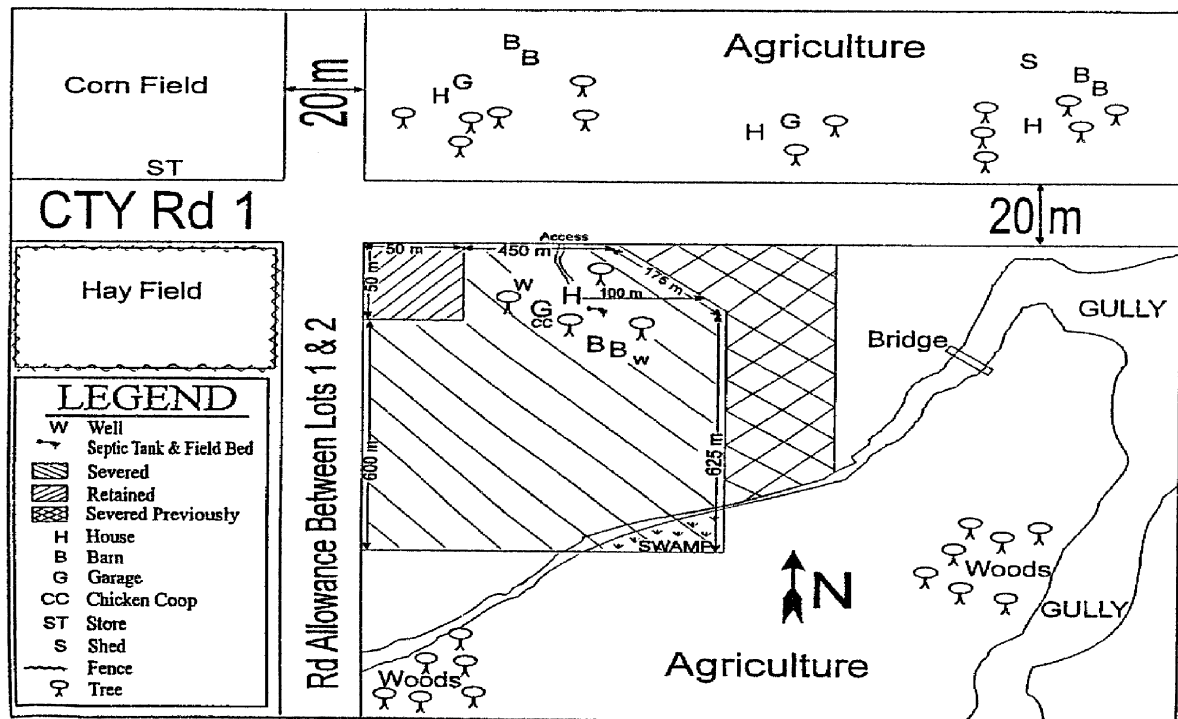 B
B
Agriculture
Corn Field
20 m
H G
S
B
B
H G
H
ST
CTY Rd 1
20 m
Hay Field
50 m
450 m
Access
175 m
50 m
W
H
100 m
G
CC
B B W
600 m
625 m
SWAMP
Bridge
GULLY
Rd Allowance Between Lots 1 & 2
LEGEND
W Well
Septic Tank & Field Bed
Severed
Retained
Severed Previously
H House
B Barn
G Garage
CC Chicken Coop
ST Store
S Shed
Fence
Tree
N
Woods
GULLY
Agriculture
Woods